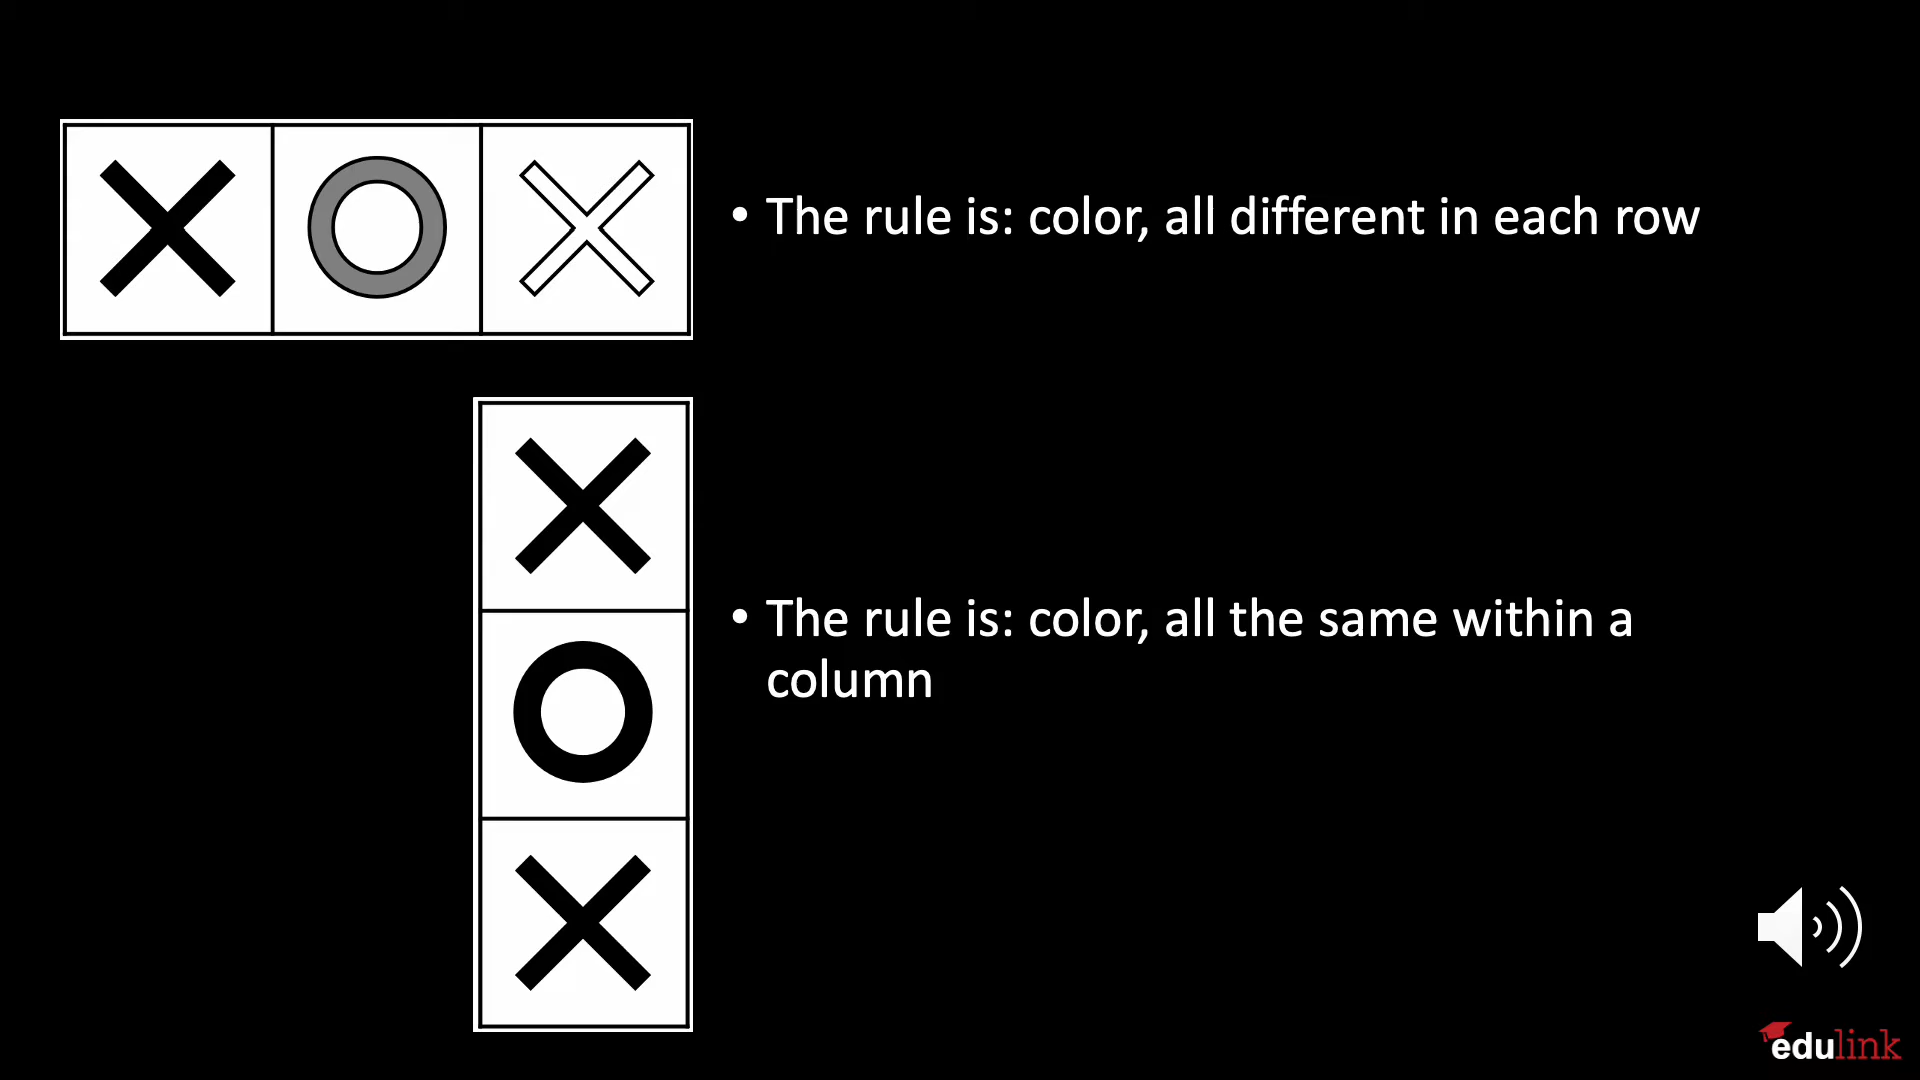 • The rule is: color, all different in each row
• The rule is: color, all the same within a
column
edulink